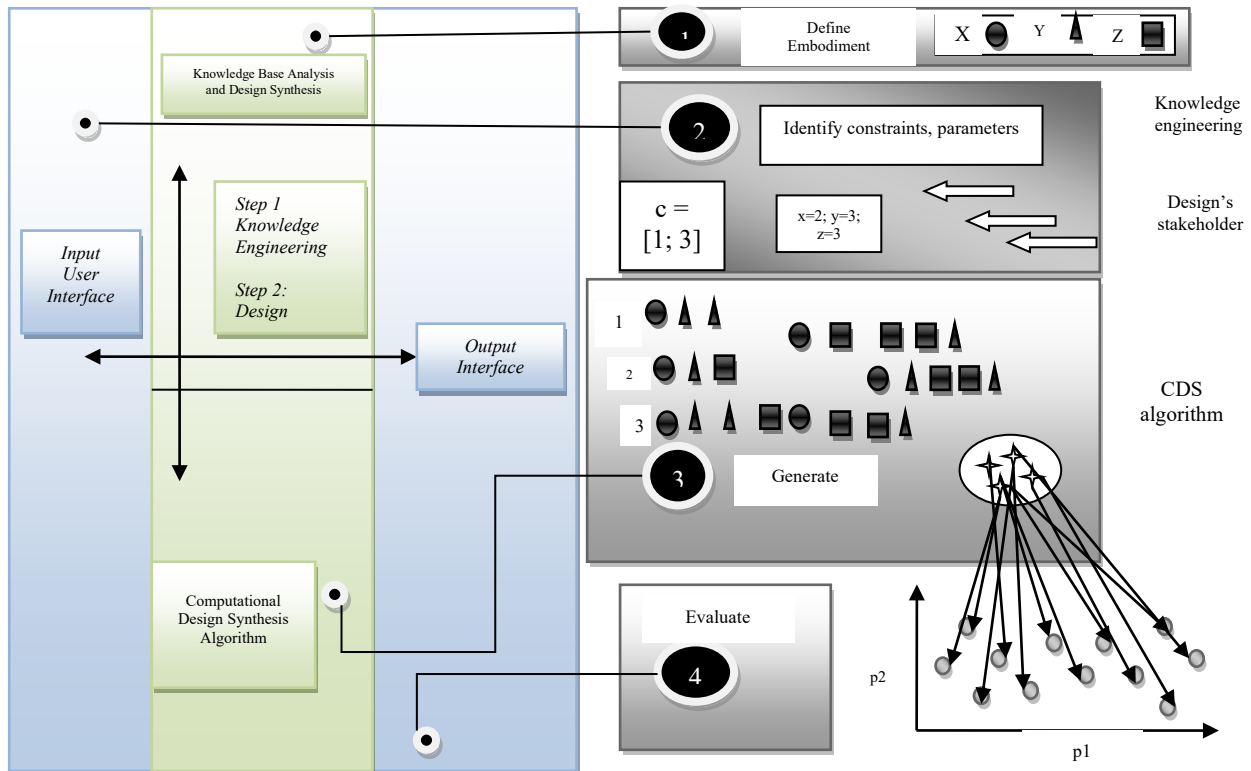 Knowledge Base Analysis
and Design Synthesis
Step 1
Knowledge
Engineering
Step 2:
Design
Input
User
Interface
Output
Interface
Computational
Design Synthesis
Algorithm
1
Define
Embodiment
X
Y
Z
2
Identify constraints, parameters
Knowledge
engineering
c =
[1; 3]
x=2; y=3;
z=3
Design's
stakeholder
1
2
3
3
Generate
CDS
algorithm
Evaluate
4
p2
p1